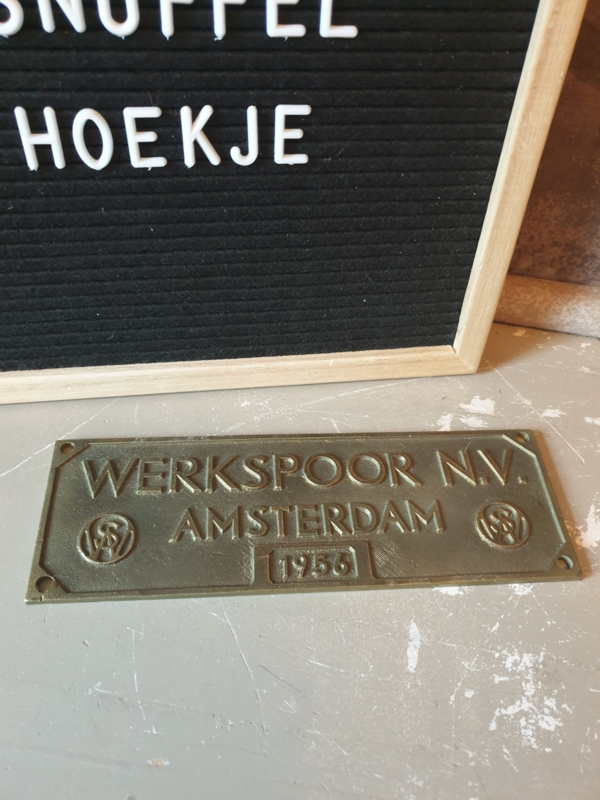 SNUFFEL
HOEKJE
WERKSPOOR N.V.
AMSTERDAM
1956